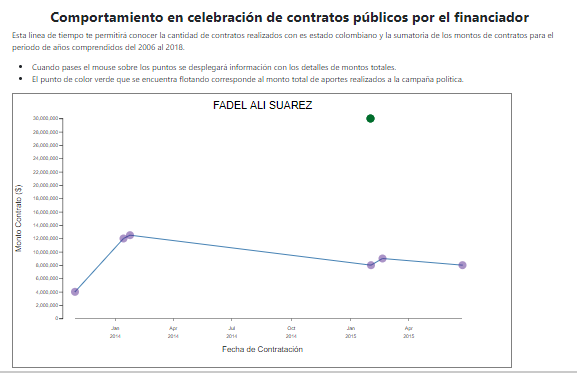 Comportamiento en celebración de contratos públicos por el financiador
Esta linea de tiempo te permitirá conocer la cantidad de contratos realizados con es estado colombiano y la sumatoria de los montos de contratos para el
periodo de años comprendidos del 2006 al 2018.
• Cuando pases el mouse sobre los puntos se desplegará información con los detalles de montos totales.
• El punto de color verde que se encuentra flotando corresponde al monto total de aportes realizados a la campaña política.
FADEL ALI SUAREZ
30,000,000
28,000,000
26,000,000
24,000,000
22,000,000
20,000,000
18,000,000
16,000,000
14,000,000
12,000,000
10,000,000
8,000,000
6,000,000
4,000,000
2,000,000
0
Monto Contrato ($)
Jan Apr Jul Oct Jan Apr
2014 2014 2014 2014 2015 2015
Fecha de Contratación